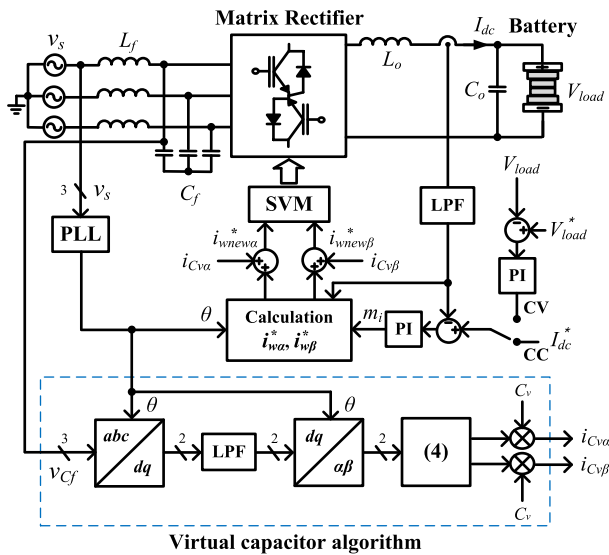 Matrix Rectifier
v_s
L_f
L_o
I_dc
Battery
C_o
V_load
C_f
3
v_s
SVM
LPF
V_load
PLL
i*_wnewα
i*_wnewβ
V*_load
i_Cvα
i_Cvβ
PI
CV
θ
Calculation
i*_wα, i*_wβ
m_i
PI
CC
I*_dc
θ
θ
C_v
3
v_Cf
abc
dq
2
LPF
2
dq
αβ
2
(4)
i_Cvα
i_Cvβ
C_v
Virtual capacitor algorithm